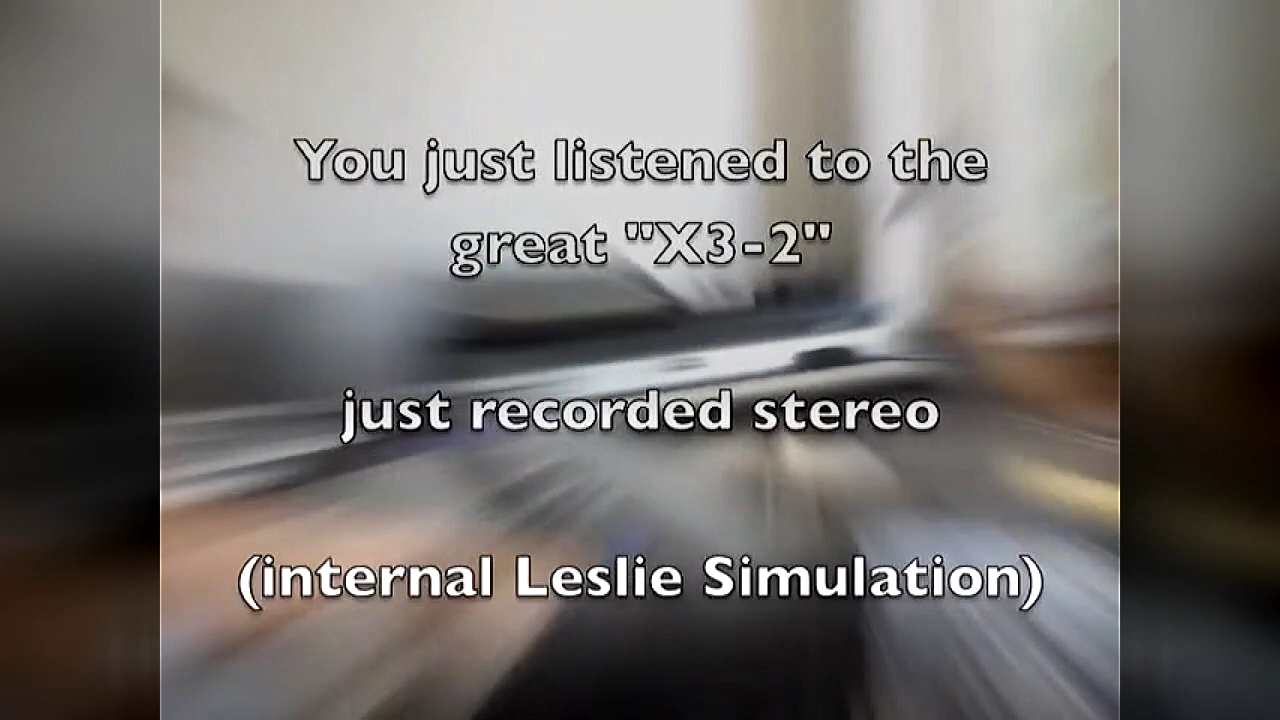 You just listened to the
great "X3-2"
just recorded stereo
(internal Leslie Simulation)